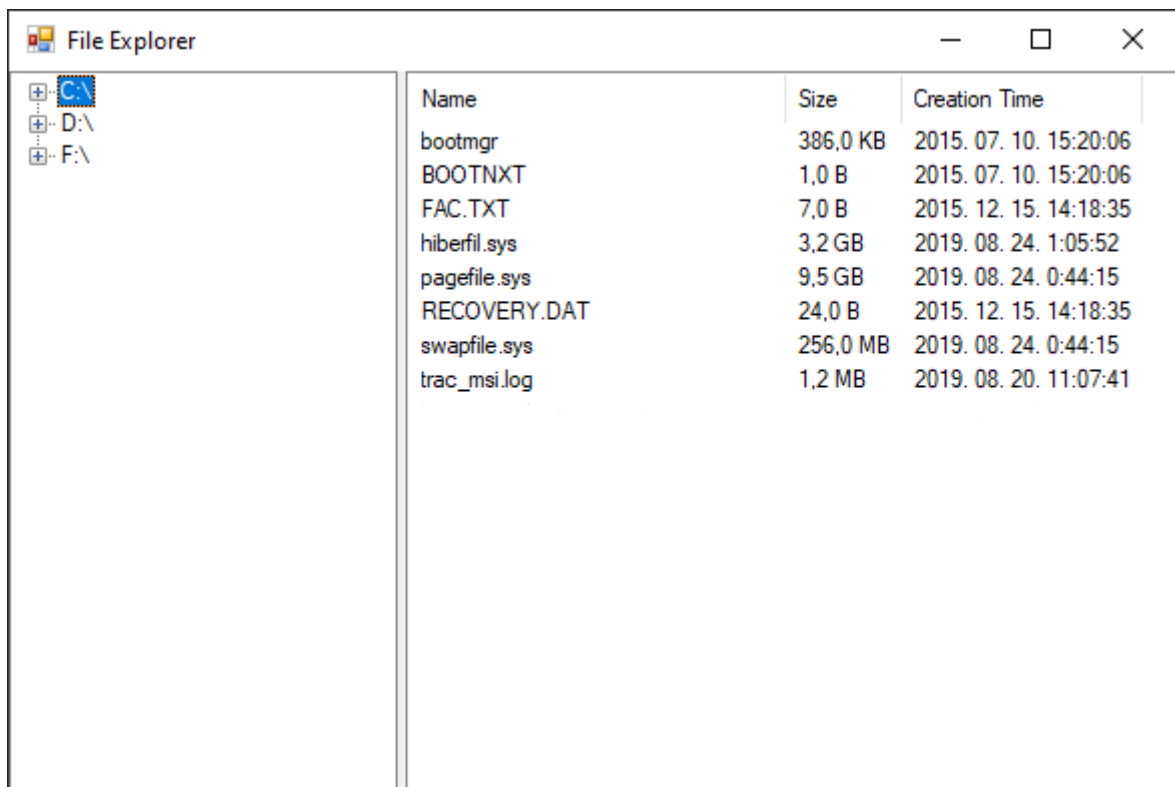 File Explorer
C:\
D:\
F:\
Name Size Creation Time
bootmgr 386,0 KB 2015. 07. 10. 15:20:06
BOOTNXT 1,0 B 2015. 07. 10. 15:20:06
FAC.TXT 7,0 B 2015. 12. 15. 14:18:35
hiberfil.sys 3,2 GB 2019. 08. 24. 1:05:52
pagefile.sys 9,5 GB 2019. 08. 24. 0:44:15
RECOVERY.DAT 24,0 B 2015. 12. 15. 14:18:35
swapfile.sys 256,0 MB 2019. 08. 24. 0:44:15
trac_msi.log 1,2 MB 2019. 08. 20. 11:07:41